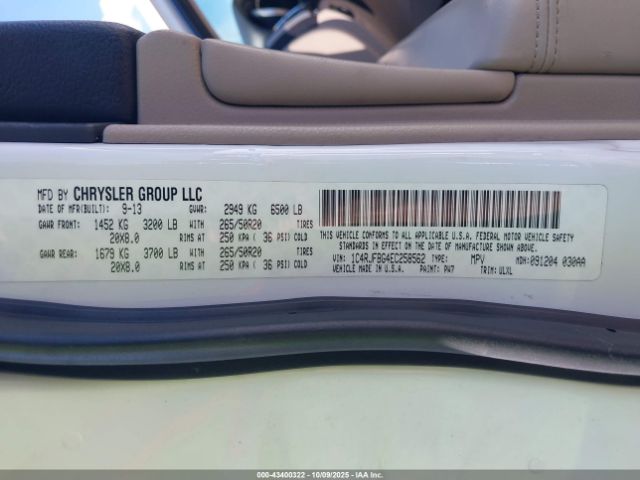 MFD BY CHRYSLER GROUP LLC
DATE OF MFR(BUILT): 9-13 GVWR: 2949 KG 6500 LB
GAWR FRONT: 1452 KG 3200 LB WITH 265/50R20 TIRES
20X8.0 RIMS AT 250 KPA ( 36 PSI) COLD
GAWR REAR: 1679 KG 3700 LB WITH 265/50R20 TIRES
20X8.0 RIMS AT 250 KPA ( 36 PSI) COLD
THIS VEHICLE CONFORMS TO ALL APPLICABLE U.S.A. FEDERAL MOTOR VEHICLE SAFETY
STANDARDS IN EFFECT ON THE DATE OF MANUFACTURE SHOWN ABOVE.
VIN: 1C4RJFBG4EC258562 TYPE: MPV MDH: 091204 030AA
VEHICLE MADE IN U.S.A. PAINT: PW7 TRIM: ULXL
000-43400322 | 10/09/2025 - IAA Inc.